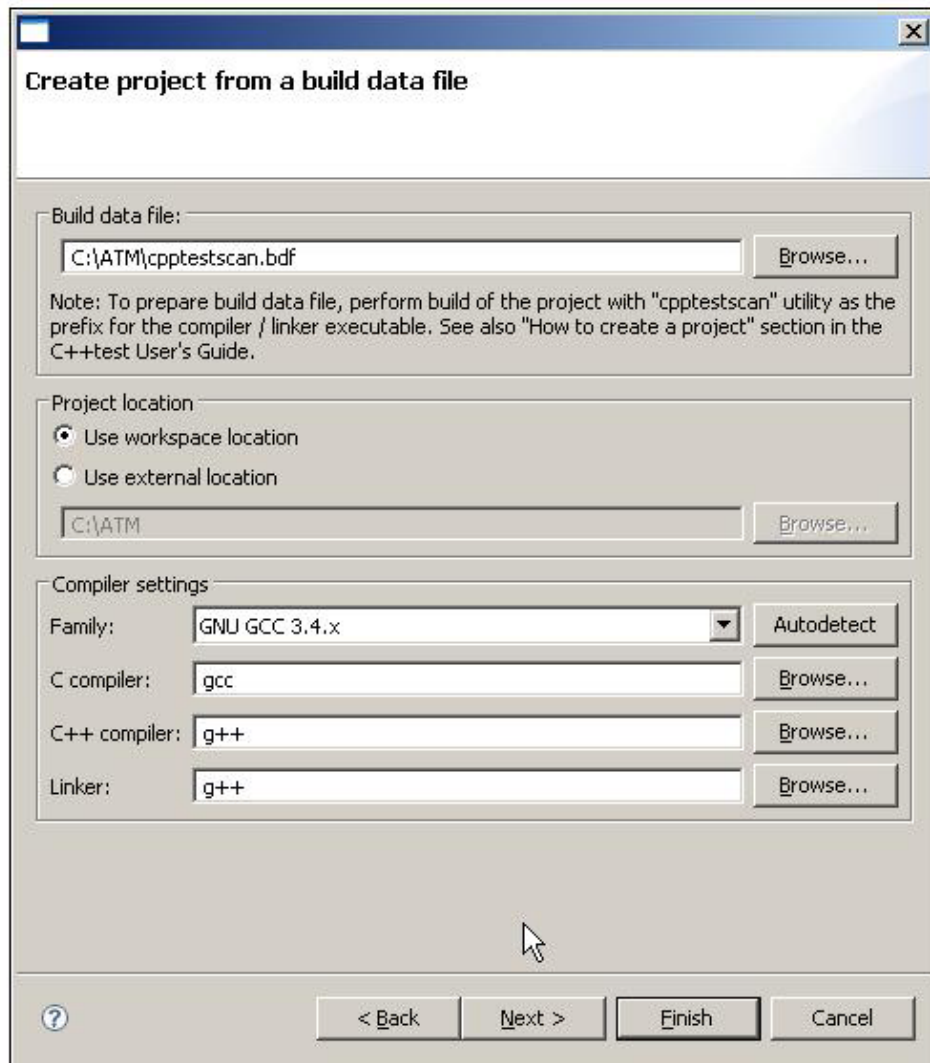 Create project from a build data file
Build data file:
C:\ATM\cpptestscan.bdf
Browse...
Note: To prepare build data file, perform build of the project with "cpptestscan" utility as the
prefix for the compiler / linker executable. See also "How to create a project" section in the
C++test User's Guide.
Project location
Use workspace location
Use external location
C:\ATM
Browse...
Compiler settings
Family:
GNU GCC 3.4.x
Autodetect
C compiler:
gcc
Browse...
C++ compiler:
g++
Browse...
Linker:
g++
Browse...
?
< Back
Next >
Finish
Cancel